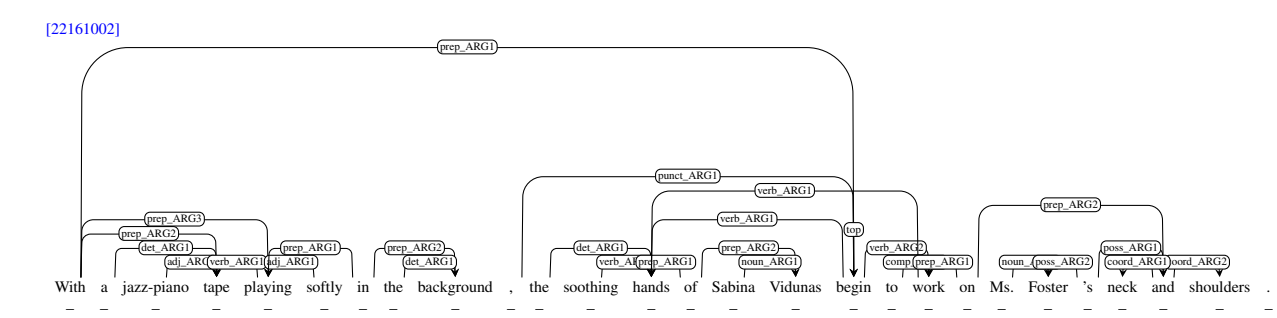 [22161002]
prep_ARG1
punct_ARG1
verb_ARG1
prep_ARG2
prep_ARG3 verb_ARG1
prep_ARG2 top
det_ARG1 prep_ARG1 prep_ARG2 det_ARG1 prep_ARG2 verb_ARG2 poss_ARG1
verb_ARG1 adj_ARG1 det_ARG1 prep_ARG1 noun_ARG1 prep_ARG1 poss_ARG2 coord_ARG1
With a jazz-piano tape playing softly in the background , the soothing hands of Sabina Vidunas begin to work on Ms. Foster 's neck and shoulders .
_ _ _ _ _ _ _ _ _ _ _ _ _ _ _ _ _ _ _ _ _ _ _ _ _ _ _